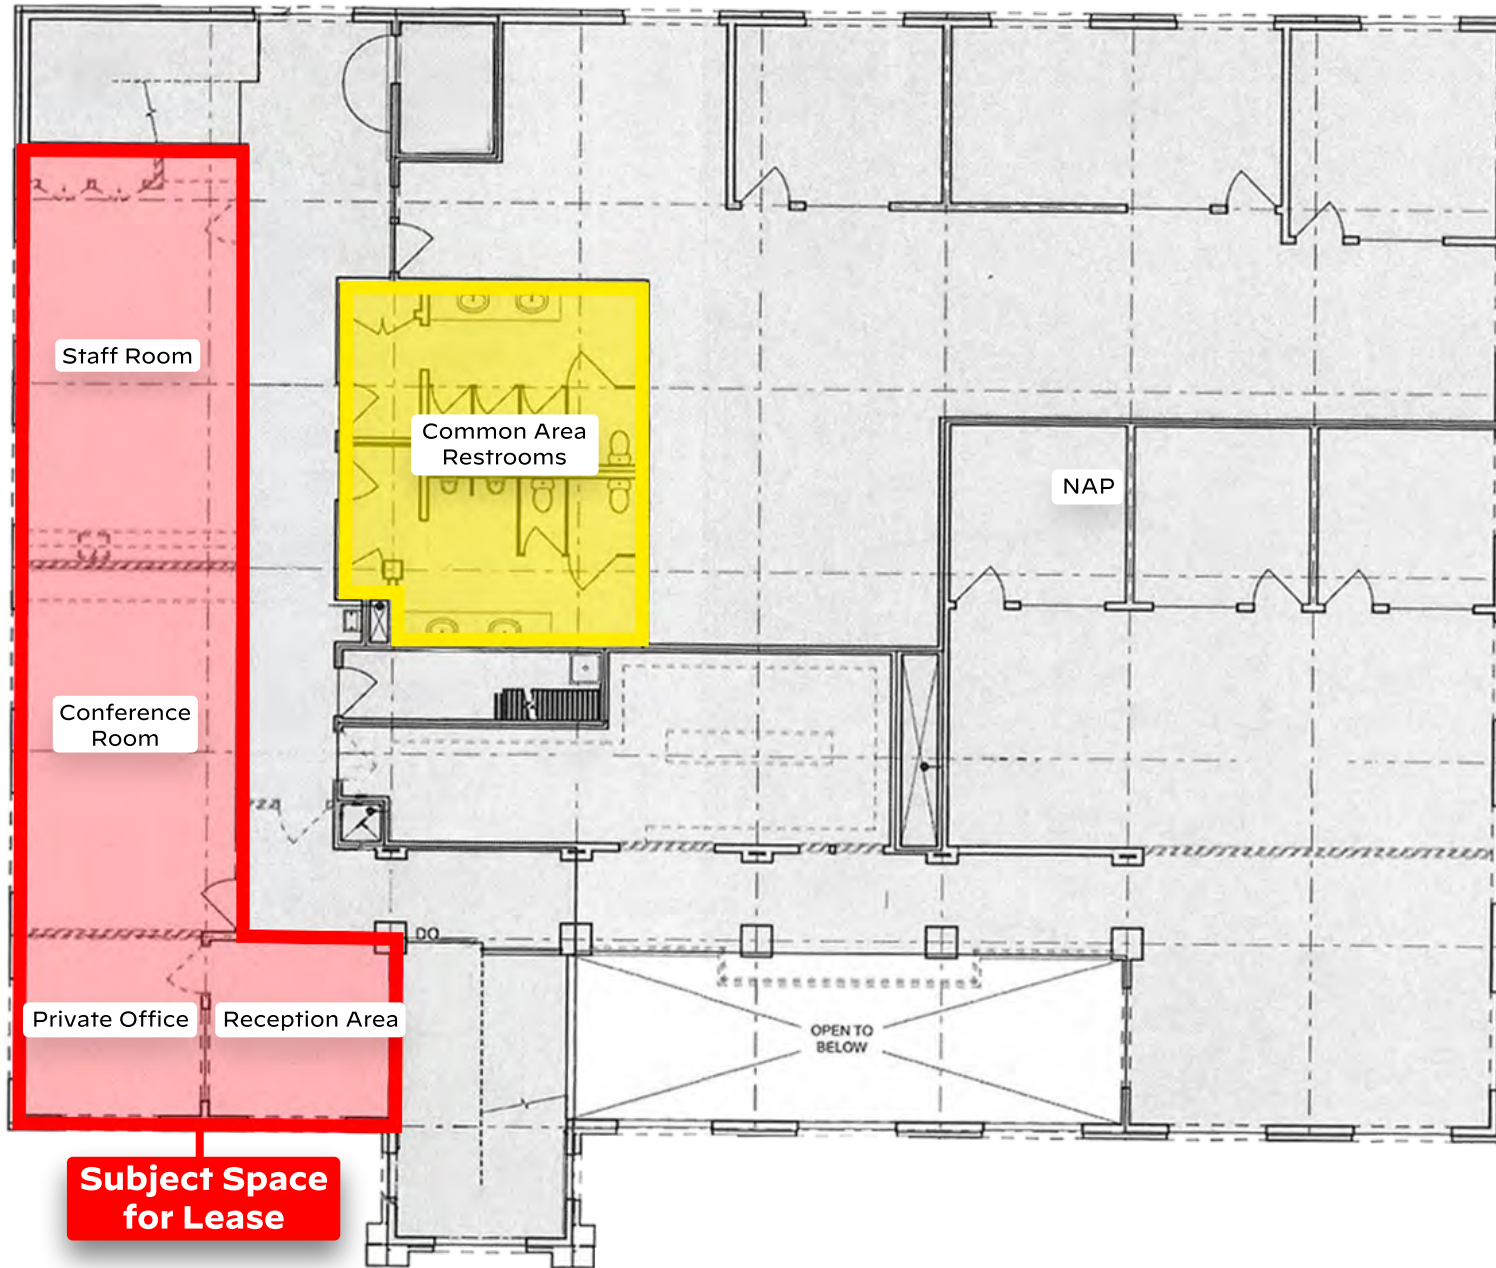 Staff Room
Common Area
Restrooms
NAP
Conference
Room
DO
Private Office
Reception Area
OPEN TO
BELOW
Subject Space
for Lease